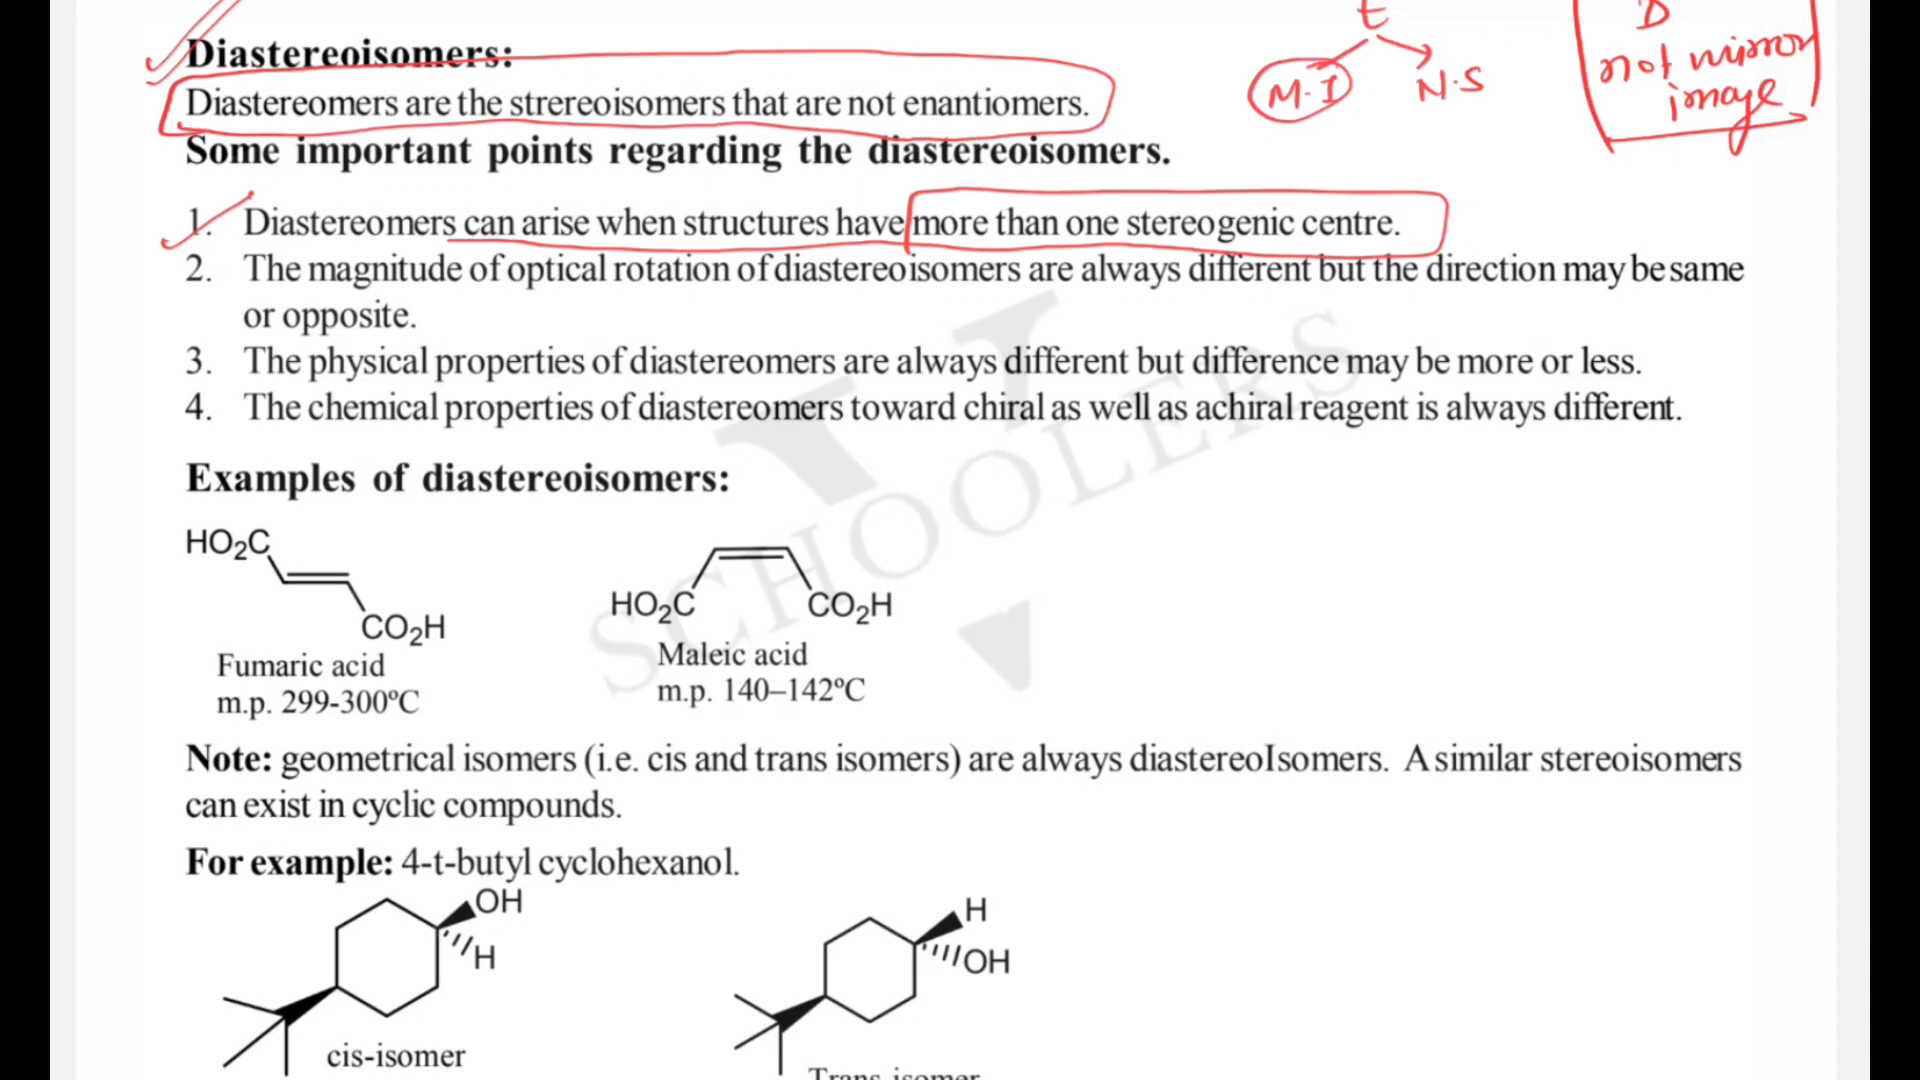 Diastereoisomers:
Diastereomers are the strereoisomers that are not enantiomers.
E
M·I
N·S
D
not mirror
image
Some important points regarding the diastereoisomers.
1. Diastereomers can arise when structures have more than one stereogenic centre.
2. The magnitude of optical rotation of diastereoisomers are always different but the direction may be same
or opposite.
3. The physical properties of diastereomers are always different but difference may be more or less.
4. The chemical properties of diastereomers toward chiral as well as achiral reagent is always different.
SCHOOLERS
Examples of diastereoisomers:
HO2C
CO2H
Fumaric acid
m.p. 299-300ºC
HO2C
CO2H
Maleic acid
m.p. 140–142ºC
Note: geometrical isomers (i.e. cis and trans isomers) are always diastereoIsomers. A similar stereoisomers
can exist in cyclic compounds.
For example: 4-t-butyl cyclohexanol.
OH
H
cis-isomer
H
OH
Trans-isomer